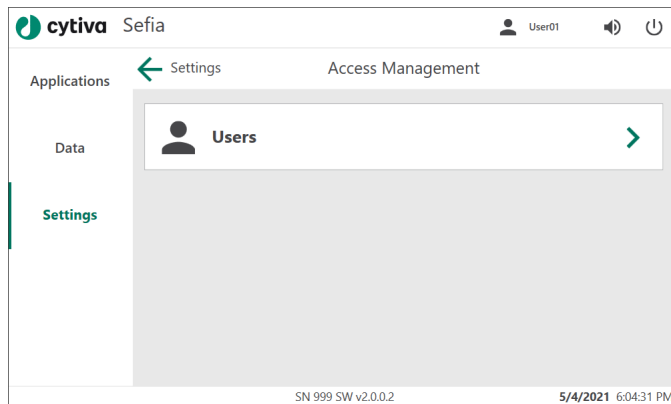 cytiva Sefia User01
Applications
Settings Access Management
Users
Data
Settings
SN 999 SW v2.0.0.2 5/4/2021 6:04:31 PM